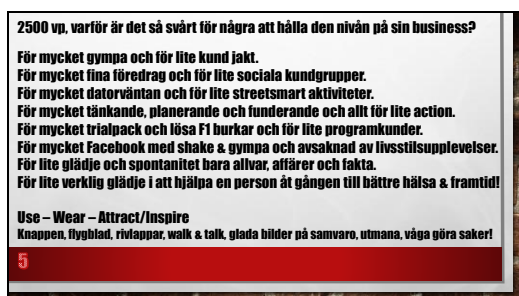 2500 vp, varför är det så svårt för några att hålla den nivån på sin business?
För mycket gympa och för lite kund jakt.
För mycket fina föredrag och för lite sociala kundgrupper.
För mycket datorväntan och för lite streetsmart aktiviteter.
För mycket tänkande, planerande och funderande och allt för lite action.
För mycket trialpack och lösa F1 burkar och för lite programkunder.
För mycket Facebook med shake & gympa och avsaknad av livsstilsupplevelser.
För lite glädje och spontanitet bara allvar, affärer och fakta.
För lite verklig glädje i att hjälpa en person åt gången till bättre hälsa & framtid!
Use – Wear – Attract/Inspire
Knappen, flygblad, rivlappar, walk & talk, glada bilder på samvaro, utmana, våga göra saker!
5